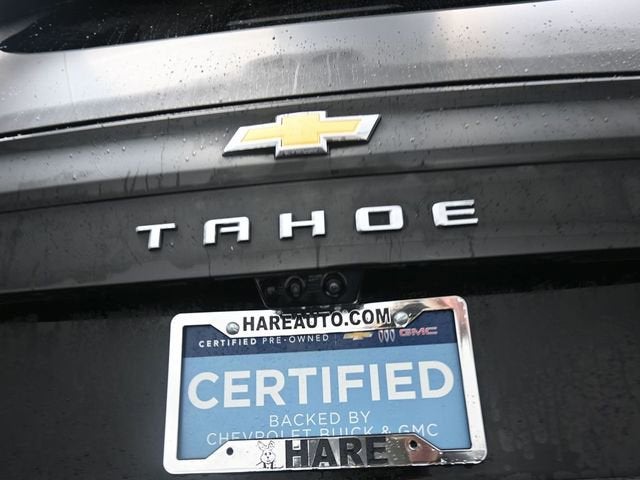 TAHOE
HAREAUTO.COM
CERTIFIED PRE-OWNED GMC
CERTIFIED
BACKED BY
CHEVROLET BUICK & GMC
HARE